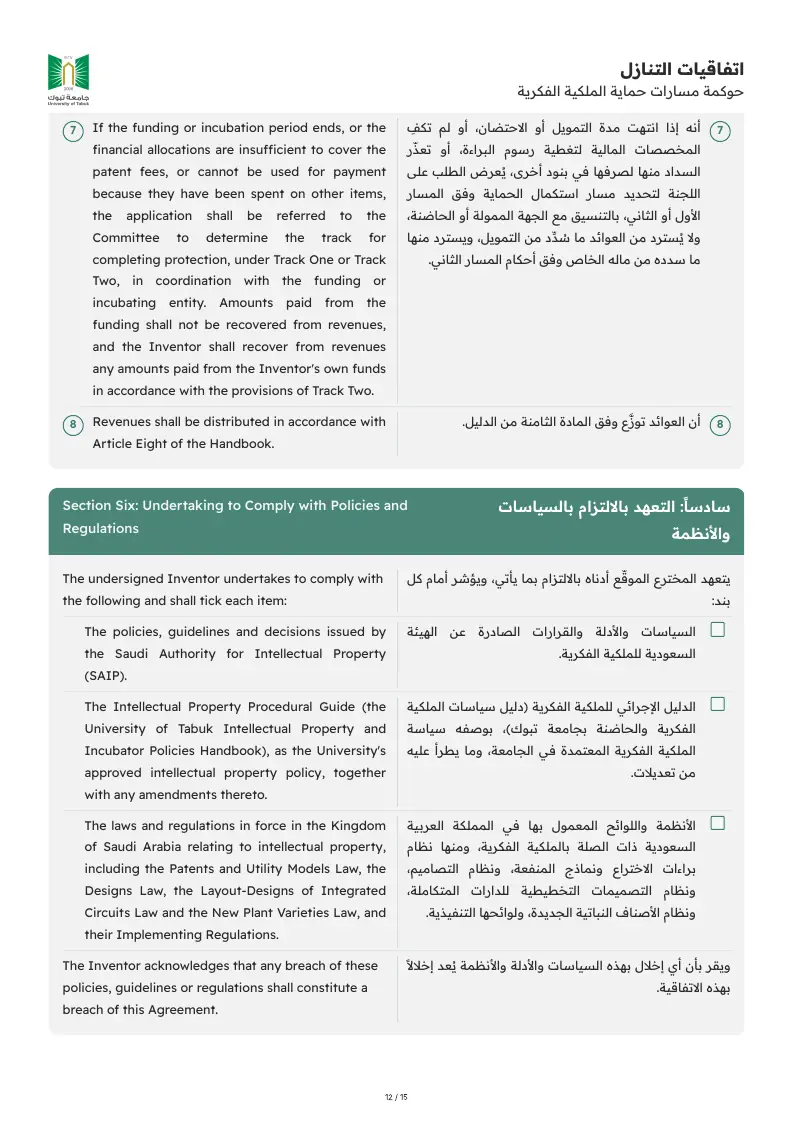 اتفاقيات التنازل
حوكمة مسارات حماية الملكية الفكرية
جامعة تبوك
University of Tabuk
7
If the funding or incubation period ends, or the
financial allocations are insufficient to cover the
patent fees, or cannot be used for payment
because they have been spent on other items,
the application shall be referred to the
Committee to determine the track for
completing protection, under Track One or Track
Two, in coordination with the funding or
incubating entity. Amounts paid from the
funding shall not be recovered from revenues,
and the Inventor shall recover from revenues
any amounts paid from the Inventor's own funds
in accordance with the provisions of Track Two.
7
أنه إذا انتهت مدة التمويل أو الاحتضان، أو لم تكفِ
المخصصات المالية لتغطية رسوم البراءة، أو تعذّر
السداد منها لصرفها في بنود أخرى، يُعرض الطلب على
اللجنة لتحديد مسار استكمال الحماية وفق المسار
الأول أو الثاني، بالتنسيق مع الجهة الممولة أو الحاضنة،
ولا يُسترد من العوائد ما سُدِّد من التمويل، ويسترد منها
ما سدده من ماله الخاص وفق أحكام المسار الثاني.
8
Revenues shall be distributed in accordance with
Article Eight of the Handbook.
8
أن العوائد توزَّع وفق المادة الثامنة من الدليل.
Section Six: Undertaking to Comply with Policies and
Regulations
سادساً: التعهد بالالتزام بالسياسات
والأنظمة
The undersigned Inventor undertakes to comply with
the following and shall tick each item:
يتعهد المخترع الموقّع أدناه بالالتزام بما يأتي، ويؤشر أمام كل
بند:
The policies, guidelines and decisions issued by
the Saudi Authority for Intellectual Property
(SAIP).
السياسات والأدلة والقرارات الصادرة عن الهيئة
السعودية للملكية الفكرية.
The Intellectual Property Procedural Guide (the
University of Tabuk Intellectual Property and
Incubator Policies Handbook), as the University's
approved intellectual property policy, together
with any amendments thereto.
الدليل الإجرائي للملكية الفكرية (دليل سياسات الملكية
الفكرية والحاضنة بجامعة تبوك)، بوصفه سياسة
الملكية الفكرية المعتمدة في الجامعة، وما يطرأ عليه
من تعديلات.
The laws and regulations in force in the Kingdom
of Saudi Arabia relating to intellectual property,
including the Patents and Utility Models Law, the
Designs Law, the Layout-Designs of Integrated
Circuits Law and the New Plant Varieties Law, and
their Implementing Regulations.
الأنظمة واللوائح المعمول بها في المملكة العربية
السعودية ذات الصلة بالملكية الفكرية، ومنها نظام
براءات الاختراع ونماذج المنفعة، ونظام التصاميم،
ونظام التصميمات التخطيطية للدارات المتكاملة،
ونظام الأصناف النباتية الجديدة، ولوائحها التنفيذية.
The Inventor acknowledges that any breach of these
policies, guidelines or regulations shall constitute a
breach of this Agreement.
ويقر بأن أي إخلال بهذه السياسات والأدلة والأنظمة يُعد إخلالاً
بهذه الاتفاقية.
12 / 15